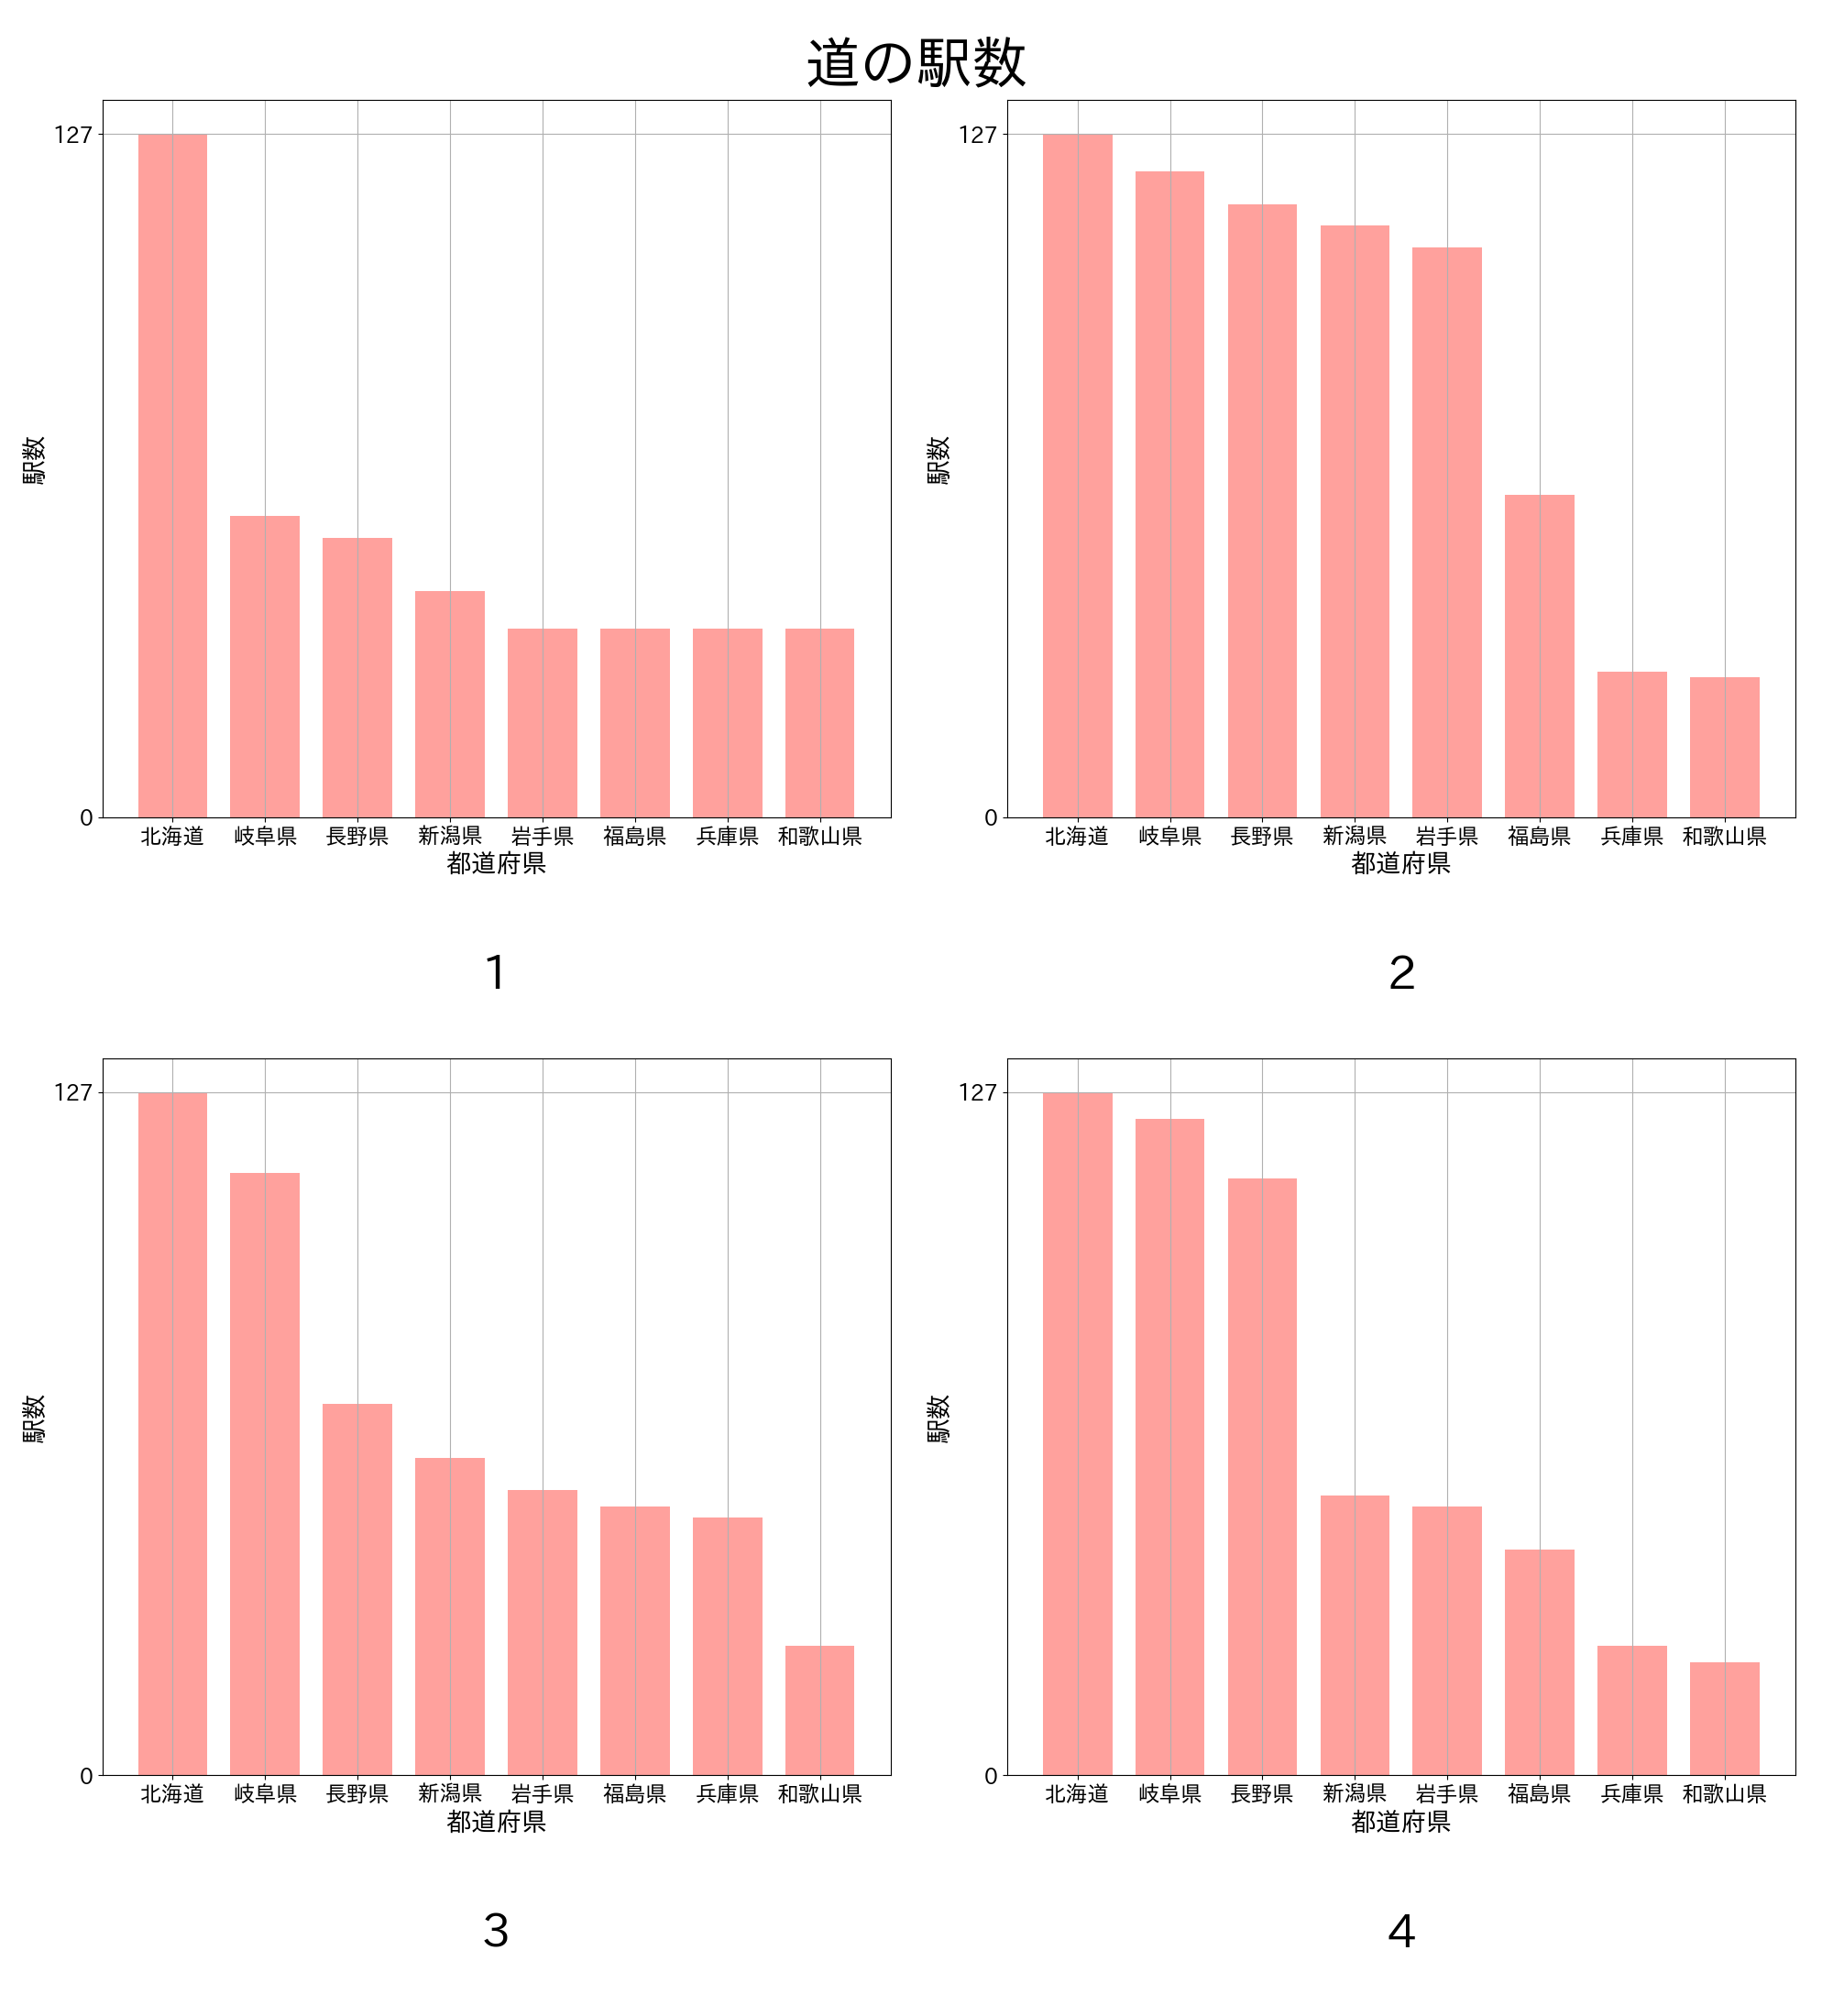 道の駅数
127
駅数
0
北海道 岐阜県 長野県 新潟県 岩手県 福島県 兵庫県 和歌山県
都道府県
1
127
駅数
0
北海道 岐阜県 長野県 新潟県 岩手県 福島県 兵庫県 和歌山県
都道府県
2
127
駅数
0
北海道 岐阜県 長野県 新潟県 岩手県 福島県 兵庫県 和歌山県
都道府県
3
127
駅数
0
北海道 岐阜県 長野県 新潟県 岩手県 福島県 兵庫県 和歌山県
都道府県
4